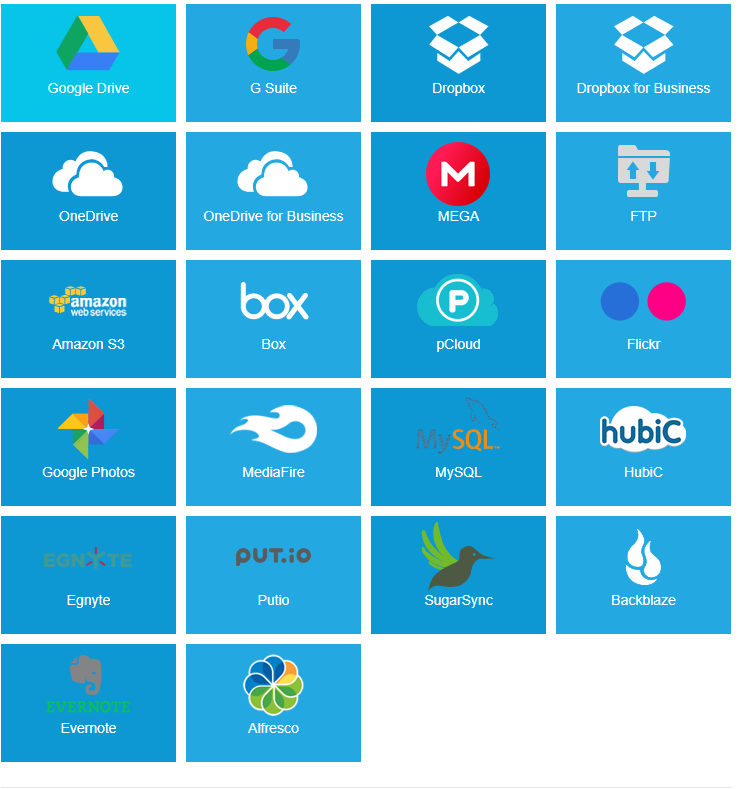 Google Drive
G Suite
Dropbox
Dropbox for Business
OneDrive
OneDrive for Business
M
MEGA
FTP
amazon
web services
Amazon S3
box
Box
P
pCloud
Flickr
Google Photos
MediaFire
MySQL
MySQL
hubiC
HubiC
EGNYTE
Egnyte
PUT.io
Putio
SugarSync
Backblaze
EVERNOTE
Evernote
Alfresco